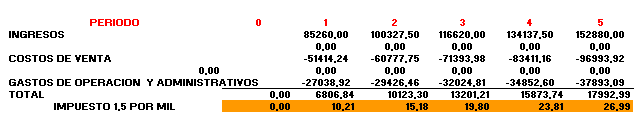 PERIODO 0 1 2 3 4 5
INGRESOS 85260,00 100327,50 116620,00 134137,50 152880,00
0,00 0,00 0,00 0,00 0,00
COSTOS DE VENTA -51414,24 -60777,75 -71393,98 -83411,16 -96993,92
0,00 0,00 0,00 0,00 0,00 0,00
GASTOS DE OPERACION Y ADMINISTRATIVOS -27038,92 -29426,46 -32024,81 -34852,60 -37893,09
TOTAL 0,00 6806,84 10123,30 13201,21 15873,74 17992,99
IMPUESTO 1,5 POR MIL 0,00 10,21 15,18 19,80 23,81 26,99